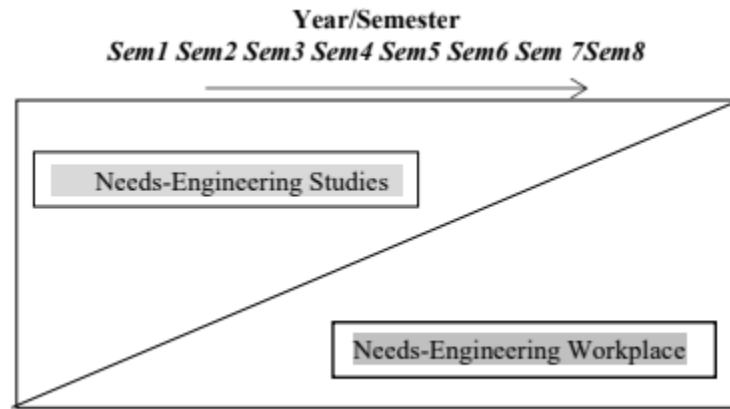 Year/Semester
Sem1 Sem2 Sem3 Sem4 Sem5 Sem6 Sem 7Sem8
Needs-Engineering Studies
Needs-Engineering Workplace